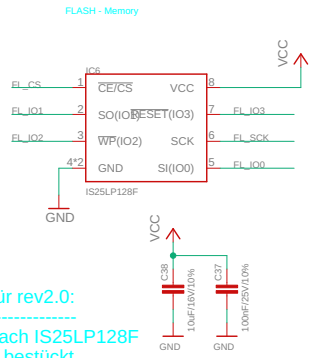 FLASH - Memory
VCC
IC6
FL_CS 1 CE/CS VCC 8
FL_IO1 2 SO(IO1) RESET(IO3) 7 FL_IO3
FL_IO2 3 WP(IO2) SCK 6 FL_SCK
4*2 GND SI(IO0) 5 FL_IO0
IS25LP128F
GND
VCC
C38
10uF/16V/10%
C37
100nF/25V/10%
GND GND
ür rev2.0:
------------
ach IS25LP128F
bestückt